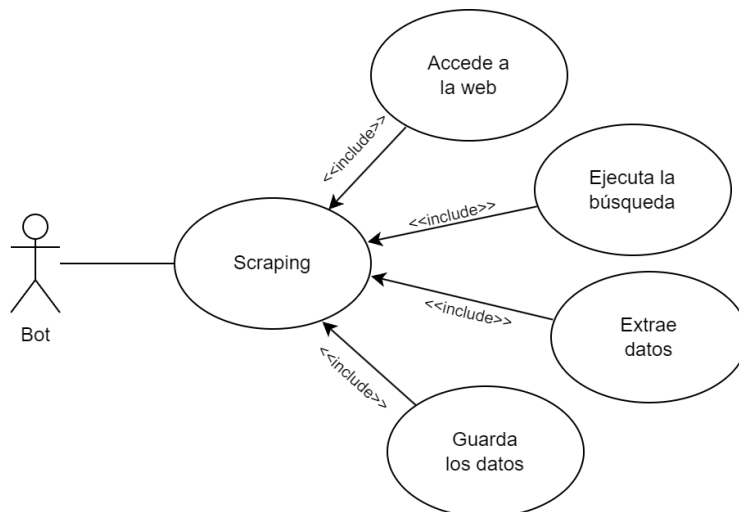 Accede a
la web
<<include>>
Ejecuta la
búsqueda
<<include>>
Scraping
Bot
<<include>>
Extrae
datos
<<include>>
Guarda
los datos